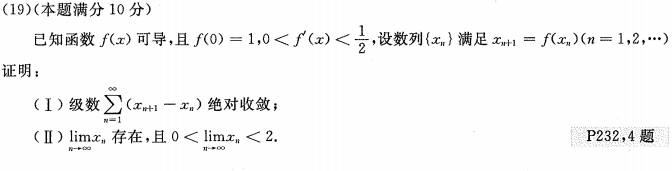 (19)(本题满分 10 分)
已知函数 f(x) 可导,且 f(0) = 1,0 < f′(x) < 1/2,设数列{xₙ} 满足 xₙ₊₁ = f(xₙ)(n = 1,2,⋯)
证明:
(Ⅰ) 级数 ∑_{n=1}^{∞}(xₙ₊₁ − xₙ) 绝对收敛;
(Ⅱ) lim_{n→∞} xₙ 存在,且 0 < lim_{n→∞} xₙ < 2. P232,4 题